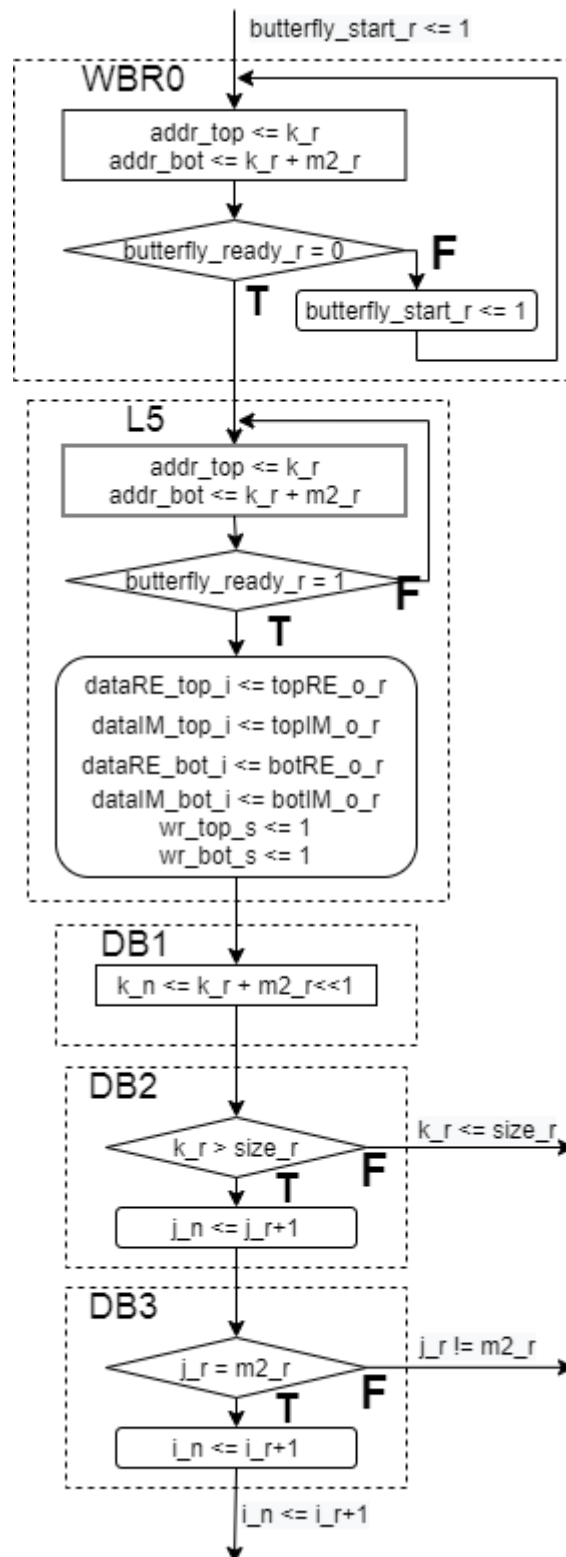 butterfly_start_r <= 1
WBR0
addr_top <= k_r
addr_bot <= k_r + m2_r
butterfly_ready_r = 0
F
T
butterfly_start_r <= 1
L5
addr_top <= k_r
addr_bot <= k_r + m2_r
butterfly_ready_r = 1
F
T
dataRE_top_i <= topRE_o_r
dataIM_top_i <= topIM_o_r
dataRE_bot_i <= botRE_o_r
dataIM_bot_i <= botIM_o_r
wr_top_s <= 1
wr_bot_s <= 1
DB1
k_n <= k_r + m2_r<<1
DB2
k_r > size_r
k_r <= size_r
F
T
j_n <= j_r+1
DB3
j_r = m2_r
j_r != m2_r
F
T
i_n <= i_r+1
i_n <= i_r+1